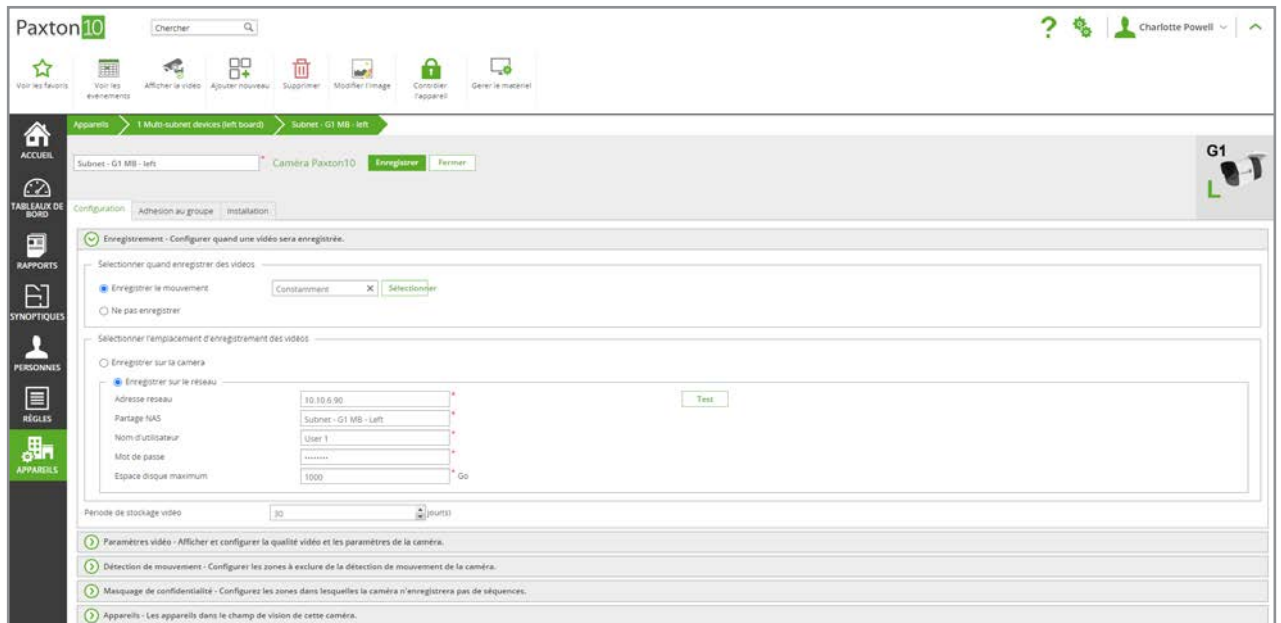 Paxton10
Chercher
Charlotte Powell
Voir les favoris
Voir les évènements
Afficher la vidéo
Ajouter nouveau
Supprimer
Modifier l'image
Contrôler l'appareil
Gérer le matériel
ACCUEIL
TABLEAUX DE BORD
RAPPORTS
SYNOPTIQUES
PERSONNES
RÈGLES
APPAREILS
Appareils
1 Multi-subnet devices (left board)
Subnet - G1 MB - left
Subnet - G1 MB - left * Caméra Paxton10 Enregistrer Fermer
G1
L
Configuration Adhésion au groupe Installation
Enregistrement - Configurer quand une vidéo sera enregistrée.
Sélectionner quand enregistrer des vidéos
Enregistrer le mouvement Constamment X Sélectionner
Ne pas enregistrer
Sélectionner l'emplacement d'enregistrement des vidéos
Enregistrer sur la caméra
Enregistrer sur le réseau
Adresse réseau 10.10.6.90 * Test
Partage NAS Subnet - G1 MB - Left *
Nom d'utilisateur User 1 *
Mot de passe ******** *
Espace disque maximum 1000 * Go
Période de stockage vidéo 30 jour(s)
Paramètres vidéo - Afficher et configurer la qualité vidéo et les paramètres de la caméra.
Détection de mouvement - Configurer les zones à exclure de la détection de mouvement de la caméra.
Masquage de confidentialité - Configurez les zones dans lesquelles la caméra n'enregistrera pas de séquences.
Appareils - Les appareils dans le champ de vision de cette caméra.